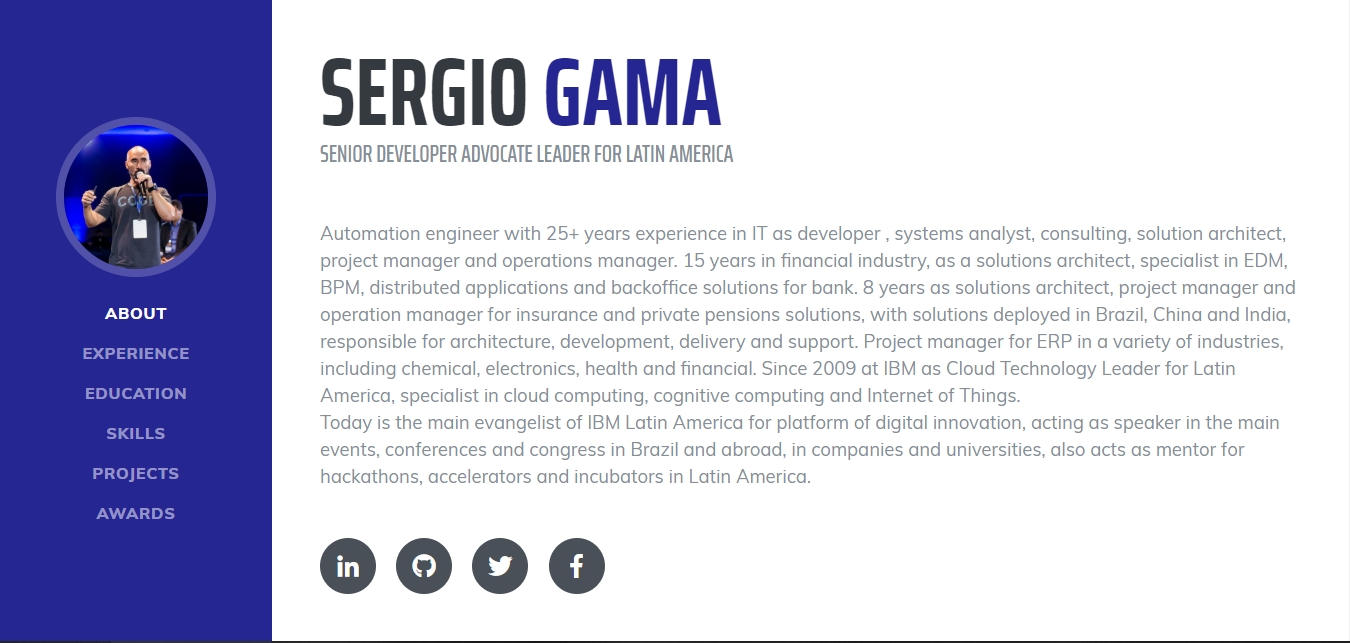 ABOUT
EXPERIENCE
EDUCATION
SKILLS
PROJECTS
AWARDS
SERGIO GAMA
SENIOR DEVELOPER ADVOCATE LEADER FOR LATIN AMERICA
Automation engineer with 25+ years experience in IT as developer , systems analyst, consulting, solution architect,
project manager and operations manager. 15 years in financial industry, as a solutions architect, specialist in EDM,
BPM, distributed applications and backoffice solutions for bank. 8 years as solutions architect, project manager and
operation manager for insurance and private pensions solutions, with solutions deployed in Brazil, China and India,
responsible for architecture, development, delivery and support. Project manager for ERP in a variety of industries,
including chemical, electronics, health and financial. Since 2009 at IBM as Cloud Technology Leader for Latin
America, specialist in cloud computing, cognitive computing and Internet of Things.
Today is the main evangelist of IBM Latin America for platform of digital innovation, acting as speaker in the main
events, conferences and congress in Brazil and abroad, in companies and universities, also acts as mentor for
hackathons, accelerators and incubators in Latin America.
in
f